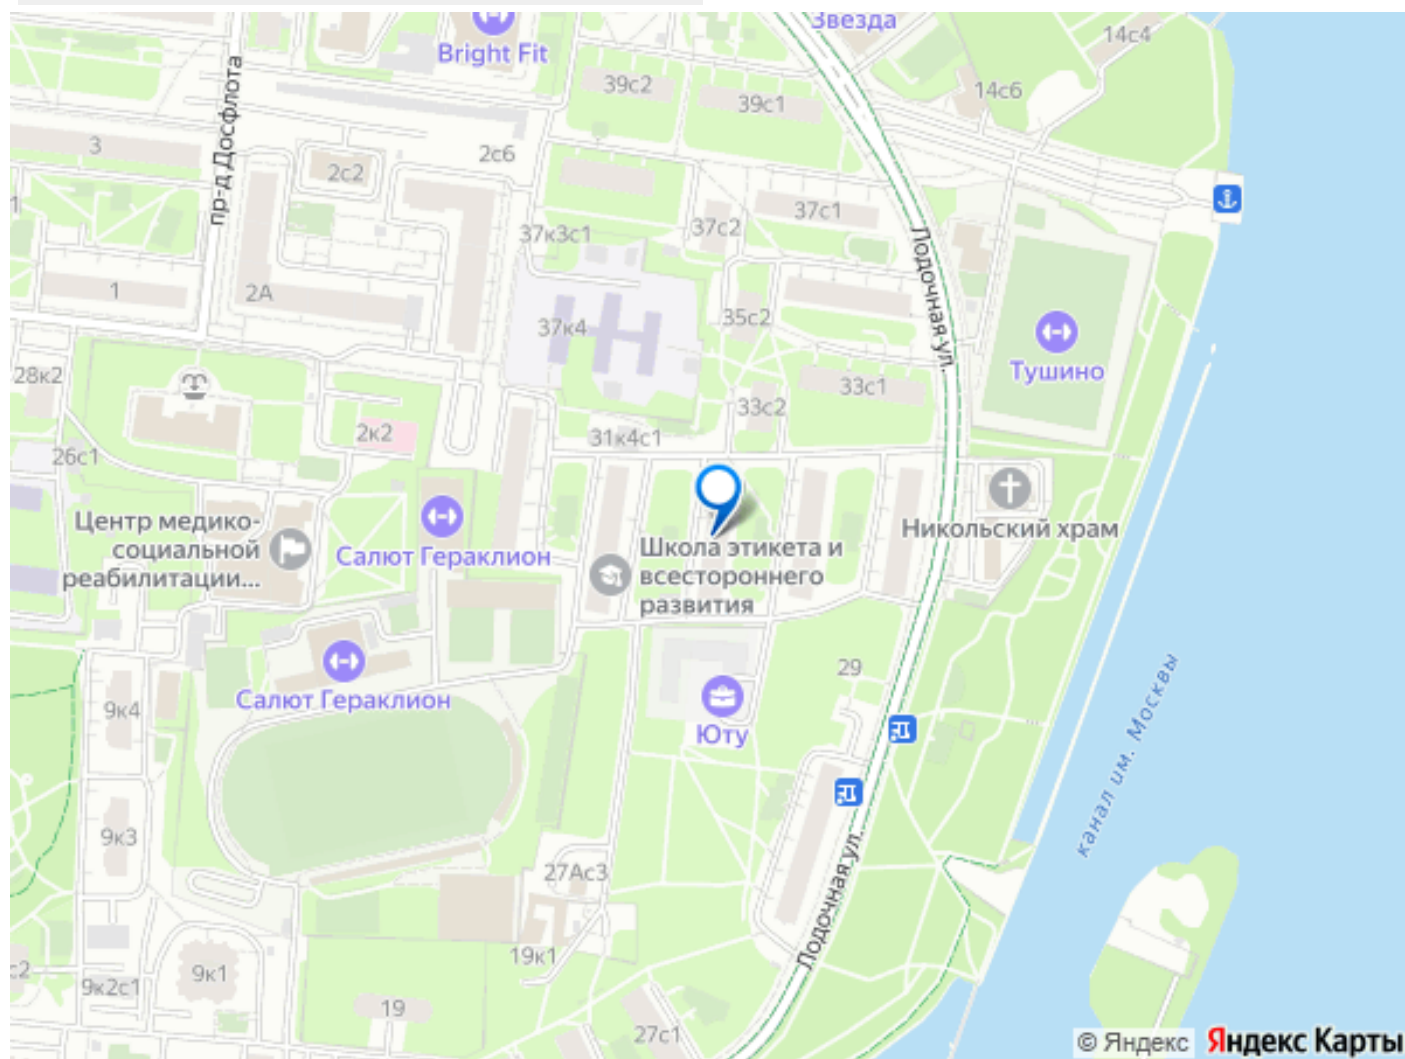 Звезда
14с4
Bright Fit
39с2
39с1
14с6
пр-д Досфлота
3
2с6
2с2
1
37с1
37с2
37к3с1
Лодочная ул.
1
2А
35с2
37к4
Тушино
28к2
33с1
33с2
2к2
31к4с1
26с1
Центр медико-
социальной
реабилитации...
Салют Гераклион
Школа этикета и
всестороннего
развития
Никольский храм
29
Салют Гераклион
9к4
Юту
канал им. Москвы
9к3
27Ас3
Лодочная ул.
19к1
с2
9к2с1
9к1
19
27с1
© Яндекс
Яндекс Карты